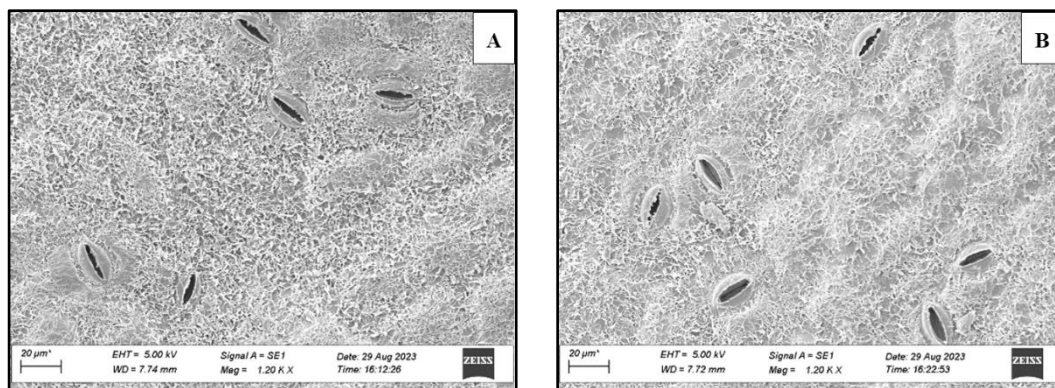 A
20 µm*
EHT = 5.00 kV
WD = 7.74 mm
Signal A = SE1
Mag = 1.20 K X
Date: 29 Aug 2023
Time: 16:12:26
ZEISS
B
20 µm*
EHT = 5.00 kV
WD = 7.72 mm
Signal A = SE1
Mag = 1.20 K X
Date: 29 Aug 2023
Time: 16:22:53
ZEISS